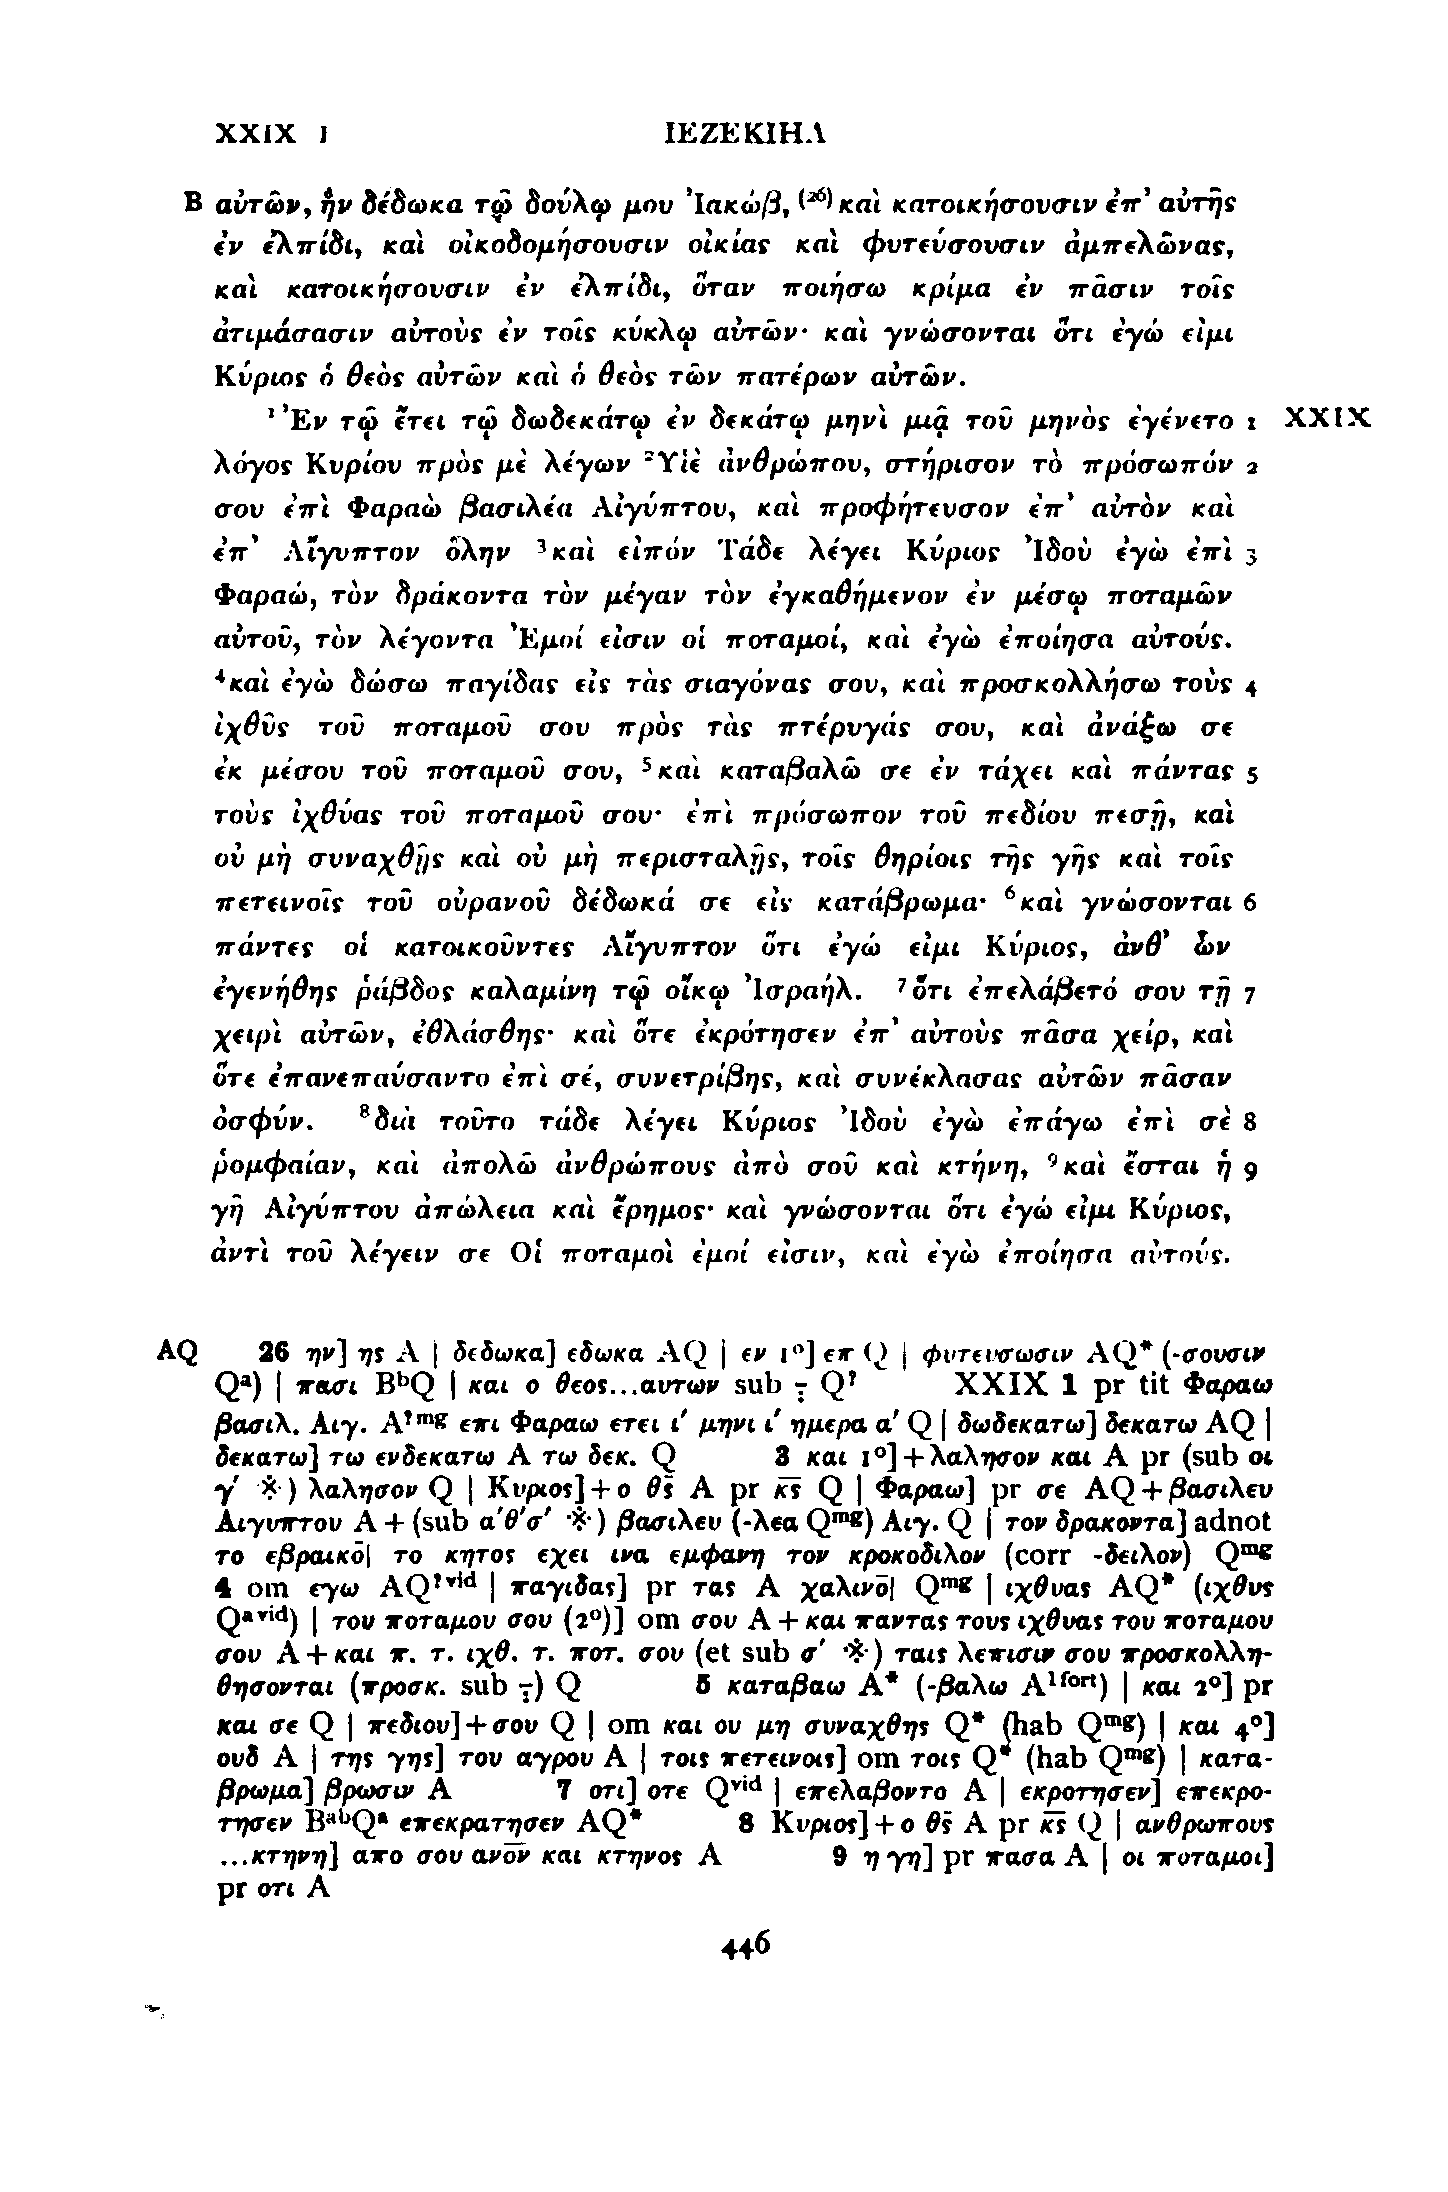 XXIX 1 ΙΕΖΕΚΙΗΛ
B αὐτῶν, ἣν δέδωκα τῷ δούλῳ μου Ἰακώβ, (26) καὶ κατοικήσουσιν ἐπ’ αὐτῆς
ἐν ἐλπίδι, καὶ οἰκοδομήσουσιν οἰκίας καὶ φυτεύσουσιν ἀμπελῶνας,
καὶ κατοικήσουσιν ἐν ἐλπίδι, ὅταν ποιήσω κρίμα ἐν πᾶσιν τοῖς
ἀτιμάσασιν αὐτοὺς ἐν τοῖς κύκλῳ αὐτῶν· καὶ γνώσονται ὅτι ἐγώ εἰμι
Κύριος ὁ θεὸς αὐτῶν καὶ ὁ θεὸς τῶν πατέρων αὐτῶν.
¹ Ἐν τῷ ἔτει τῷ δωδεκάτῳ ἐν δεκάτῳ μηνὶ μιᾷ τοῦ μηνὸς ἐγένετο 1 XXIX
λόγος Κυρίου πρὸς μὲ λέγων ²Υἱὲ ἀνθρώπου, στήρισον τὸ πρόσωπόν 2
σου ἐπὶ Φαραὼ βασιλέα Αἰγύπτου, καὶ προφήτευσον ἐπ’ αὐτὸν καὶ
ἐπ’ Αἴγυπτον ὅλην ³καὶ εἰπόν Τάδε λέγει Κύριος Ἰδοὺ ἐγὼ ἐπὶ 3
Φαραώ, τὸν δράκοντα τὸν μέγαν τὸν ἐγκαθήμενον ἐν μέσῳ ποταμῶν
αὐτοῦ, τὸν λέγοντα Ἐμοί εἰσιν οἱ ποταμοί, καὶ ἐγὼ ἐποίησα αὐτούς.
⁴καὶ ἐγὼ δώσω παγίδας εἰς τὰς σιαγόνας σου, καὶ προσκολλήσω τοὺς 4
ἰχθῦς τοῦ ποταμοῦ σου πρὸς τὰς πτέρυγάς σου, καὶ ἀνάξω σε
ἐκ μέσου τοῦ ποταμοῦ σου, ⁵καὶ καταβαλῶ σε ἐν τάχει καὶ πάντας 5
τοὺς ἰχθύας τοῦ ποταμοῦ σου· ἐπὶ πρόσωπον τοῦ πεδίου πεσῇ, καὶ
οὐ μὴ συναχθῇς καὶ οὐ μὴ περισταλῇς, τοῖς θηρίοις τῆς γῆς καὶ τοῖς
πετεινοῖς τοῦ οὐρανοῦ δέδωκά σε εἰς κατάβρωμα· ⁶καὶ γνώσονται 6
πάντες οἱ κατοικοῦντες Αἴγυπτον ὅτι ἐγώ εἰμι Κύριος, ἀνθ’ ὧν
ἐγενήθης ῥάβδος καλαμίνη τῷ οἴκῳ Ἰσραήλ. ⁷ὅτι ἐπελάβετό σου τῇ 7
χειρὶ αὐτῶν, ἐθλάσθης· καὶ ὅτε ἐκρότησεν ἐπ’ αὐτοὺς πᾶσα χείρ, καὶ
ὅτε ἐπανεπαύσαντο ἐπὶ σέ, συνετρίβης, καὶ συνέκλασας αὐτῶν πᾶσαν
ὀσφύν. ⁸διὰ τοῦτο τάδε λέγει Κύριος Ἰδοὺ ἐγὼ ἐπάγω ἐπὶ σὲ 8
ῥομφαίαν, καὶ ἀπολῶ ἀνθρώπους ἀπὸ σοῦ καὶ κτήνη, ⁹καὶ ἔσται ἡ 9
γῆ Αἰγύπτου ἀπώλεια καὶ ἔρημος· καὶ γνώσονται ὅτι ἐγώ εἰμι Κύριος,
ἀντὶ τοῦ λέγειν σε Οἱ ποταμοὶ ἐμοί εἰσιν, καὶ ἐγὼ ἐποίησα αὐτούς.
AQ 26 ην] ης A | δεδωκα] εδωκα AQ | εν 1°] επ Q | φυτευσωσιν AQ* (-σουσιν
Qᵃ) | πασι BᵇQ | και ο θεος...αυτων sub ÷ Q? XXIX 1 pr tit Φαραω
βασιλ. Αιγ. A?ᵐᵍ επι Φαραω ετει ι′ μηνι ι′ ημερα α′ Q | δωδεκατω] δεκατω AQ |
δεκατω] τω ενδεκατω A τω δεκ. Q 3 και 1°]+λαλησον και A pr (sub οι
γ′ ※) λαλησον Q | Κυριος]+ο θ̅ς̅ A pr κ̅ς̅ Q | Φαραω] pr σε AQ+βασιλευ
Αιγυπτου A+(sub α′θ′σ′ ※) βασιλευ (-λεα Qᵐᵍ) Αιγ. Q | τον δρακοντα] adnot
το εβραικο̅| το κητος εχει ινα εμφανη τον κροκοδιλον (corr -δειλον) Qᵐᵍ
4 om εγω AQ?ᵛⁱᵈ | παγιδας] pr τας A χαλινο̅| Qᵐᵍ | ιχθυας AQ* (ιχθυς
Qᵃᵛⁱᵈ) | του ποταμου σου (2°)] om σου A+και παντας τους ιχθυας του ποταμου
σου A+και π. τ. ιχθ. τ. ποτ. σου (et sub σ′ ※) ταις λεπισιν σου προσκολλη-
θησονται (προσκ. sub ÷) Q 5 καταβαω A* (-βαλω A¹ᶠᵒʳᵗ) | και 2°] pr
και σε Q | πεδιου]+σου Q | om και ου μη συναχθης Q* (hab Qᵐᵍ) | και 4°]
ουδ A | της γης] του αγρου A | τοις πετεινοις] om τοις Q* (hab Qᵐᵍ) | κατα-
βρωμα] βρωσιν A 7 οτι] οτε Qᵛⁱᵈ | επελαβοντο A | εκροτησεν] επεκρο-
τησεν BᵃᵇQᵃ επεκρατησεν AQ* 8 Κυριος]+ο θ̅ς̅ A pr κ̅ς̅ Q | ανθρωπους
...κτηνη] απο σου ανο̅ν̅ και κτηνος A 9 η γη] pr πασα A | οι ποταμοι]
pr οτι A
446